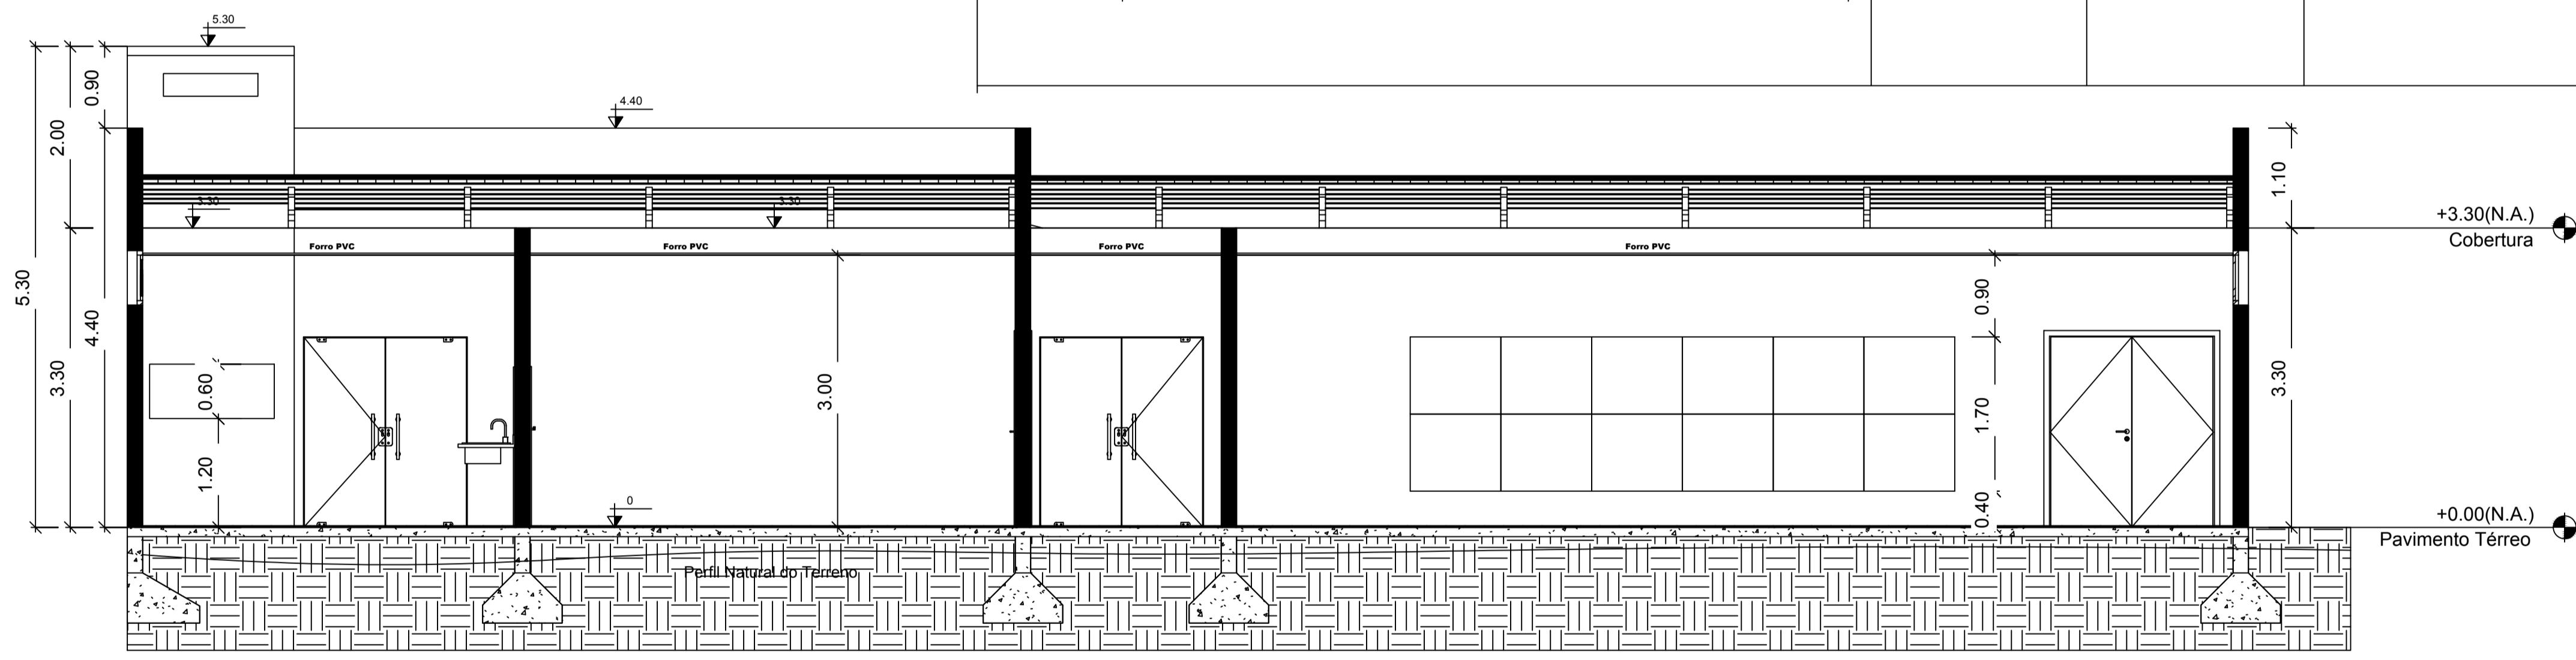 5.30
0.90
4.40
2.00
1.10
3.30
3.30
+3.30(N.A.)
Cobertura
Forro PVC
Forro PVC
Forro PVC
Forro PVC
5.30
4.40
3.30
0.60
1.20
3.00
0.90
1.70
0.40
3.30
0
+0.00(N.A.)
Pavimento Térreo
Perfil Natural do Terreno